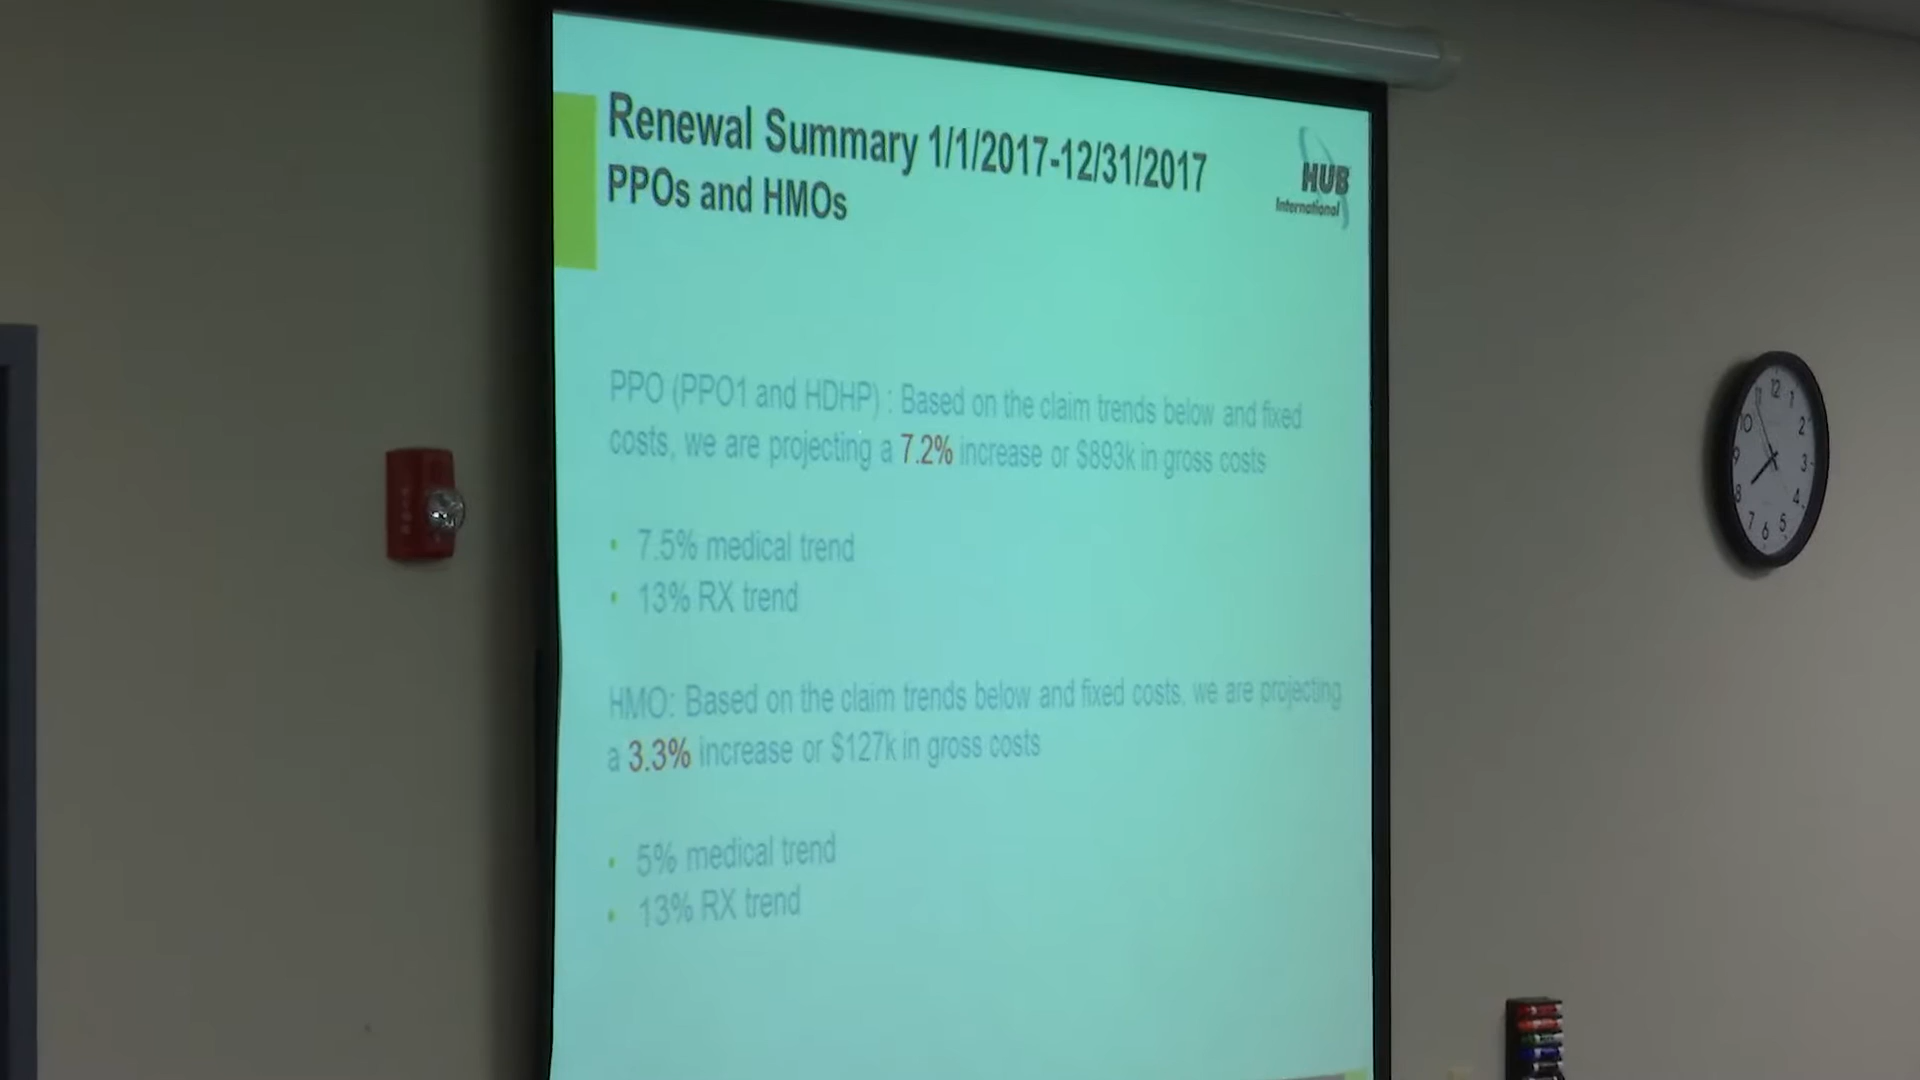 Renewal Summary 1/1/2017-12/31/2017
PPOs and HMOs
HUB
International
PPO (PPO1 and HDHP) : Based on the claim trends below and fixed
costs, we are projecting a 7.2% increase or $893k in gross costs
• 7.5% medical trend
• 13% RX trend
HMO: Based on the claim trends below and fixed costs, we are projecting
a 3.3% increase or $127k in gross costs
• 5% medical trend
• 13% RX trend
12
1
2
3
4
5
6
7
8
9
10
11